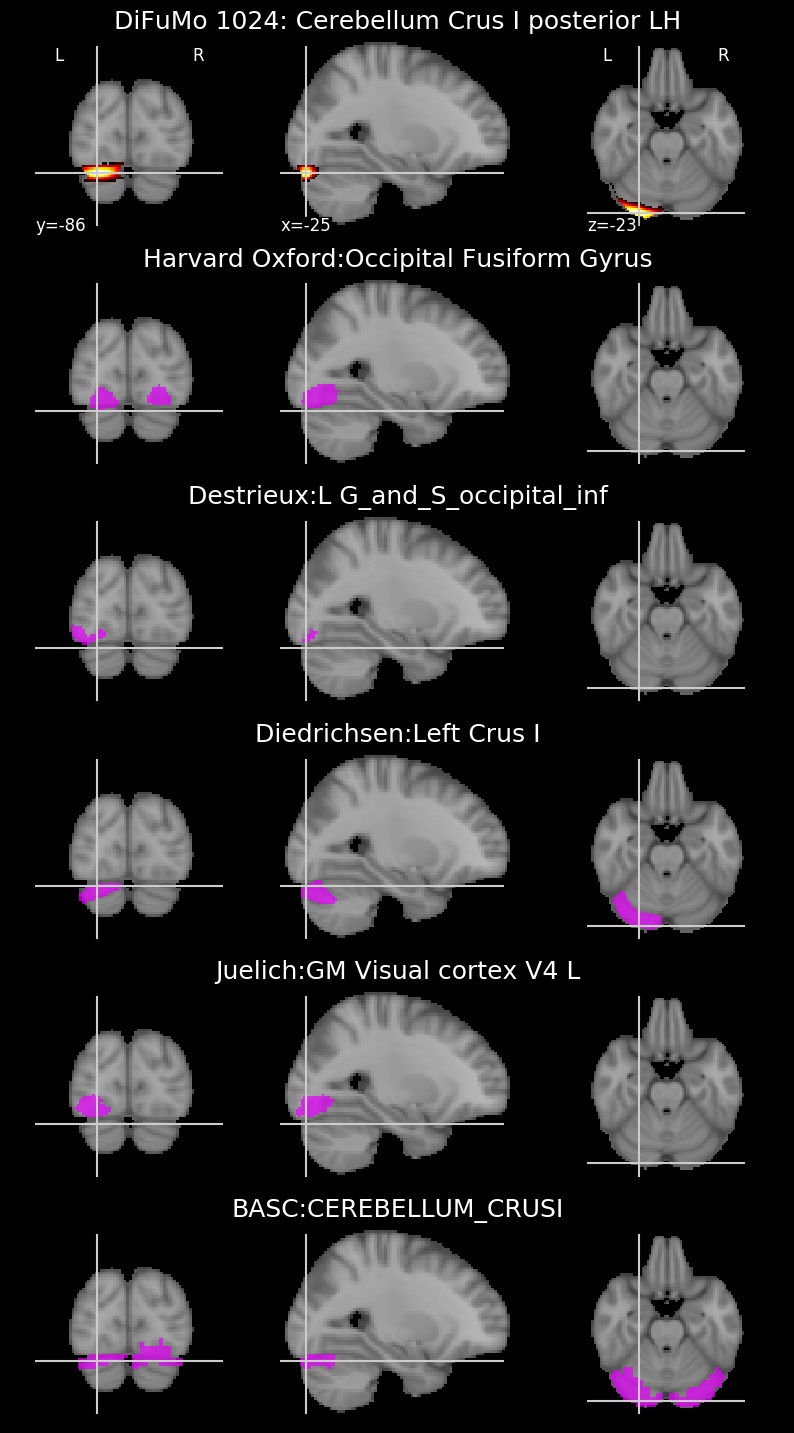 DiFuMo 1024: Cerebellum Crus I posterior LH
L R L R
y=-86 x=-25 z=-23
Harvard Oxford:Occipital Fusiform Gyrus
Destrieux:L G_and_S_occipital_inf
Diedrichsen:Left Crus I
Juelich:GM Visual cortex V4 L
BASC:CEREBELLUM_CRUSI